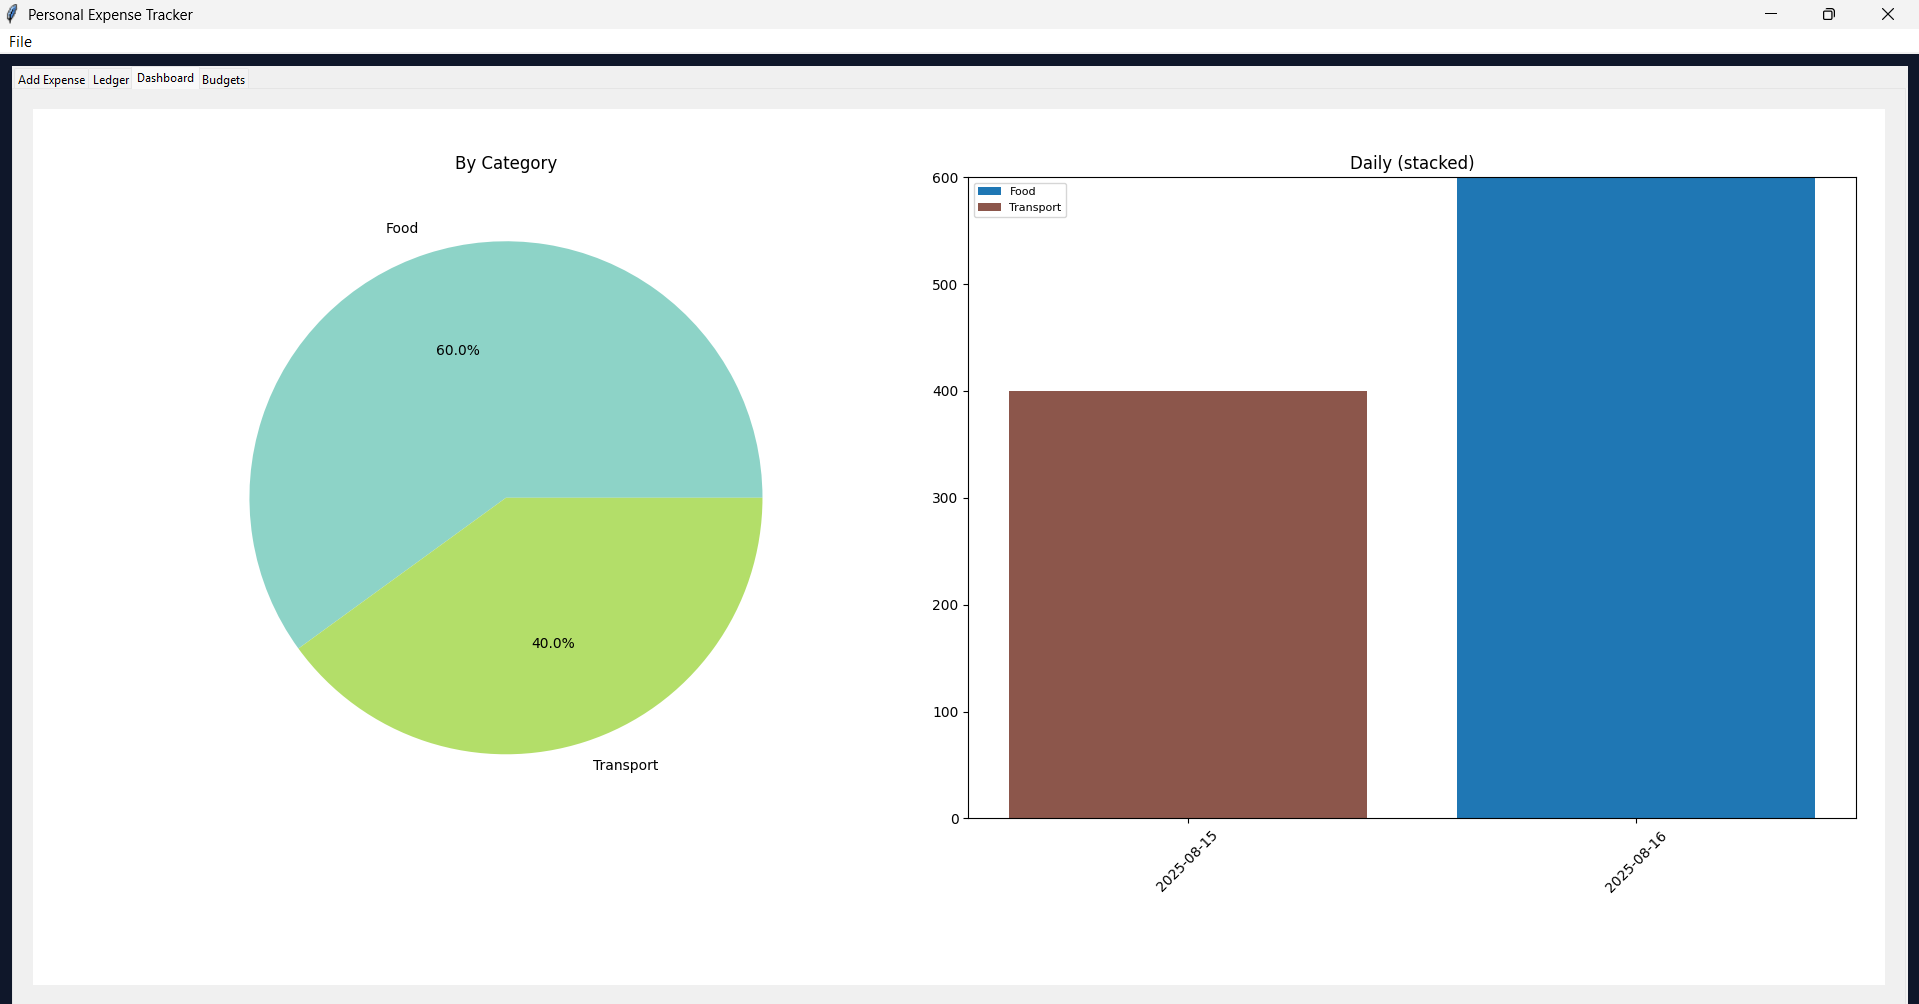 Personal Expense Tracker
File
Add Expense Ledger Dashboard Budgets
By Category
Food
60.0%
40.0%
Transport
Daily (stacked)
600
500
400
300
200
100
0
Food
Transport
2025-08-15
2025-08-16